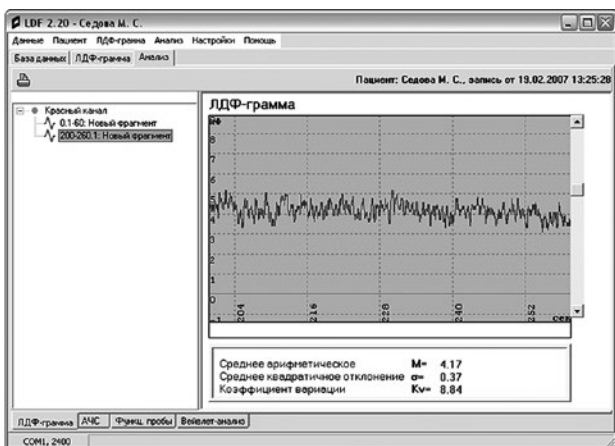 LDF 2.20 - Седова М. С.
Данные Пациент ЛДФ-грамма Анализ Настройки Помощь
База данных ЛДФ-грамма Анализ
Пациент: Седова М. С., запись от 19.02.2007 13:25:28
Красный канал
0.1-60: Новый фрагмент
200-260.1: Новый фрагмент
ЛДФ-грамма
8
7
6
5
4
3
2
1
0
-1 204 216 228 240 252 сек
Среднее арифметическое M= 4.17
Среднее квадратичное отклонение σ= 0.37
Коэффициент вариации Kv= 8.84
ЛДФ-грамма АЧС Функц. пробы Вейвлет-анализ
COM1, 2400